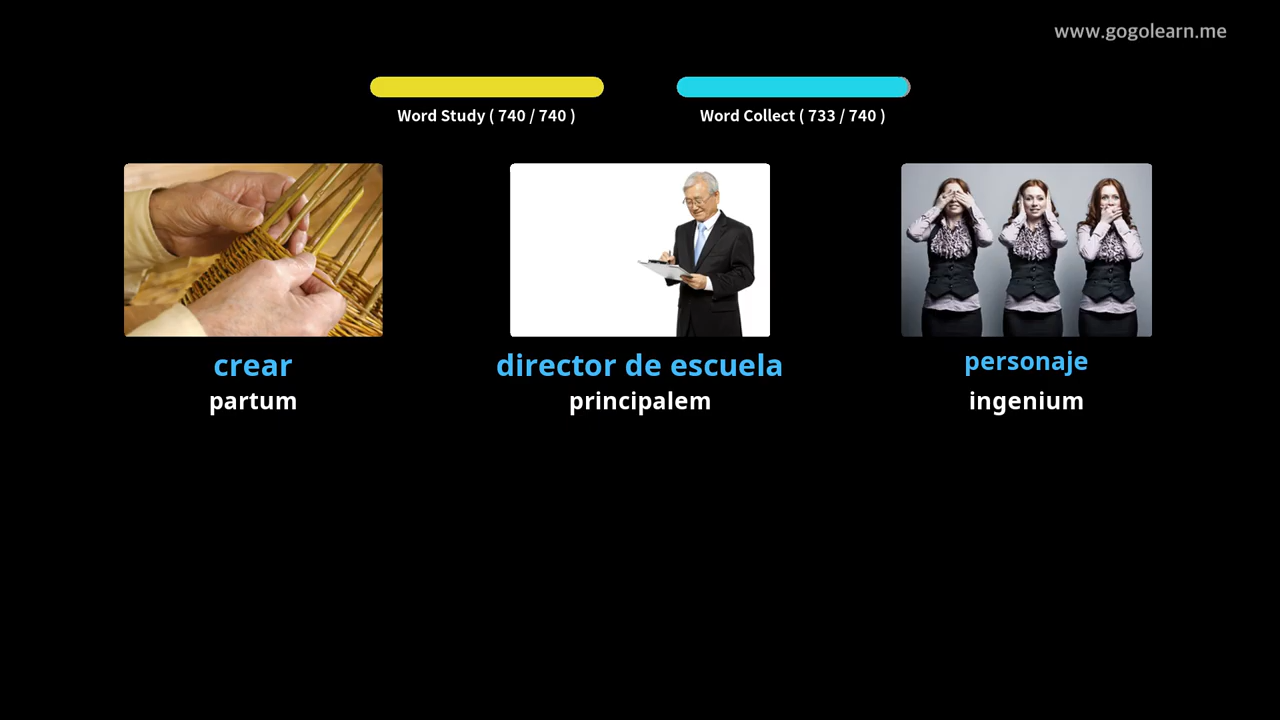 www.gogolearn.me
Word Study ( 740 / 740 )
Word Collect ( 733 / 740 )
crear
partum
director de escuela
principalem
personaje
ingenium